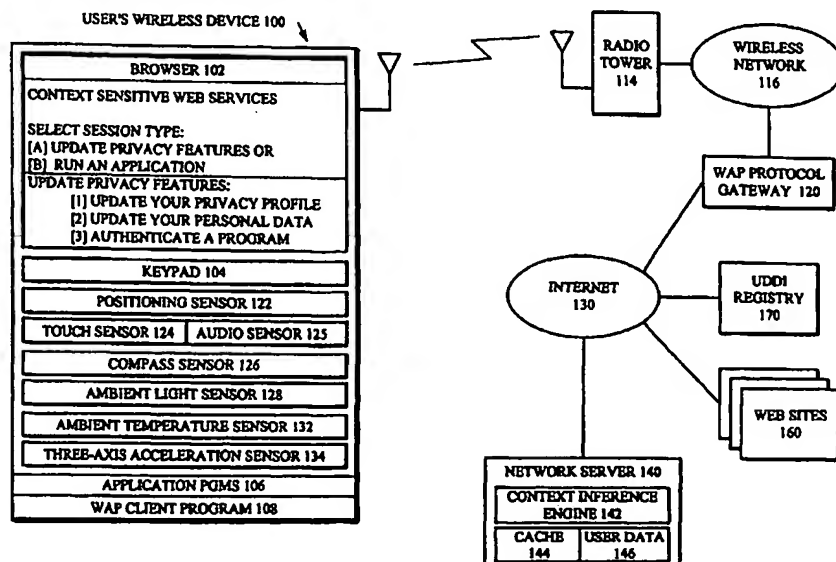 USER'S WIRELESS DEVICE 100
BROWSER 102
CONTEXT SENSITIVE WEB SERVICES
SELECT SESSION TYPE:
[A] UPDATE PRIVACY FEATURES OR
[B] RUN AN APPLICATION
UPDATE PRIVACY FEATURES:
[1] UPDATE YOUR PRIVACY PROFILE
[2] UPDATE YOUR PERSONAL DATA
[3] AUTHENTICATE A PROGRAM
KEYPAD 104
POSITIONING SENSOR 122
TOUCH SENSOR 124
AUDIO SENSOR 125
COMPASS SENSOR 126
AMBIENT LIGHT SENSOR 128
AMBIENT TEMPERATURE SENSOR 132
THREE-AXIS ACCELERATION SENSOR 134
APPLICATION PGMS 106
WAP CLIENT PROGRAM 108
RADIO
TOWER
114
WIRELESS
NETWORK
116
WAP PROTOCOL
GATEWAY 120
INTERNET
130
UDDI
REGISTRY
170
WEB SITES
160
NETWORK SERVER 140
CONTEXT INFERENCE
ENGINE 142
CACHE
144
USER DATA
146